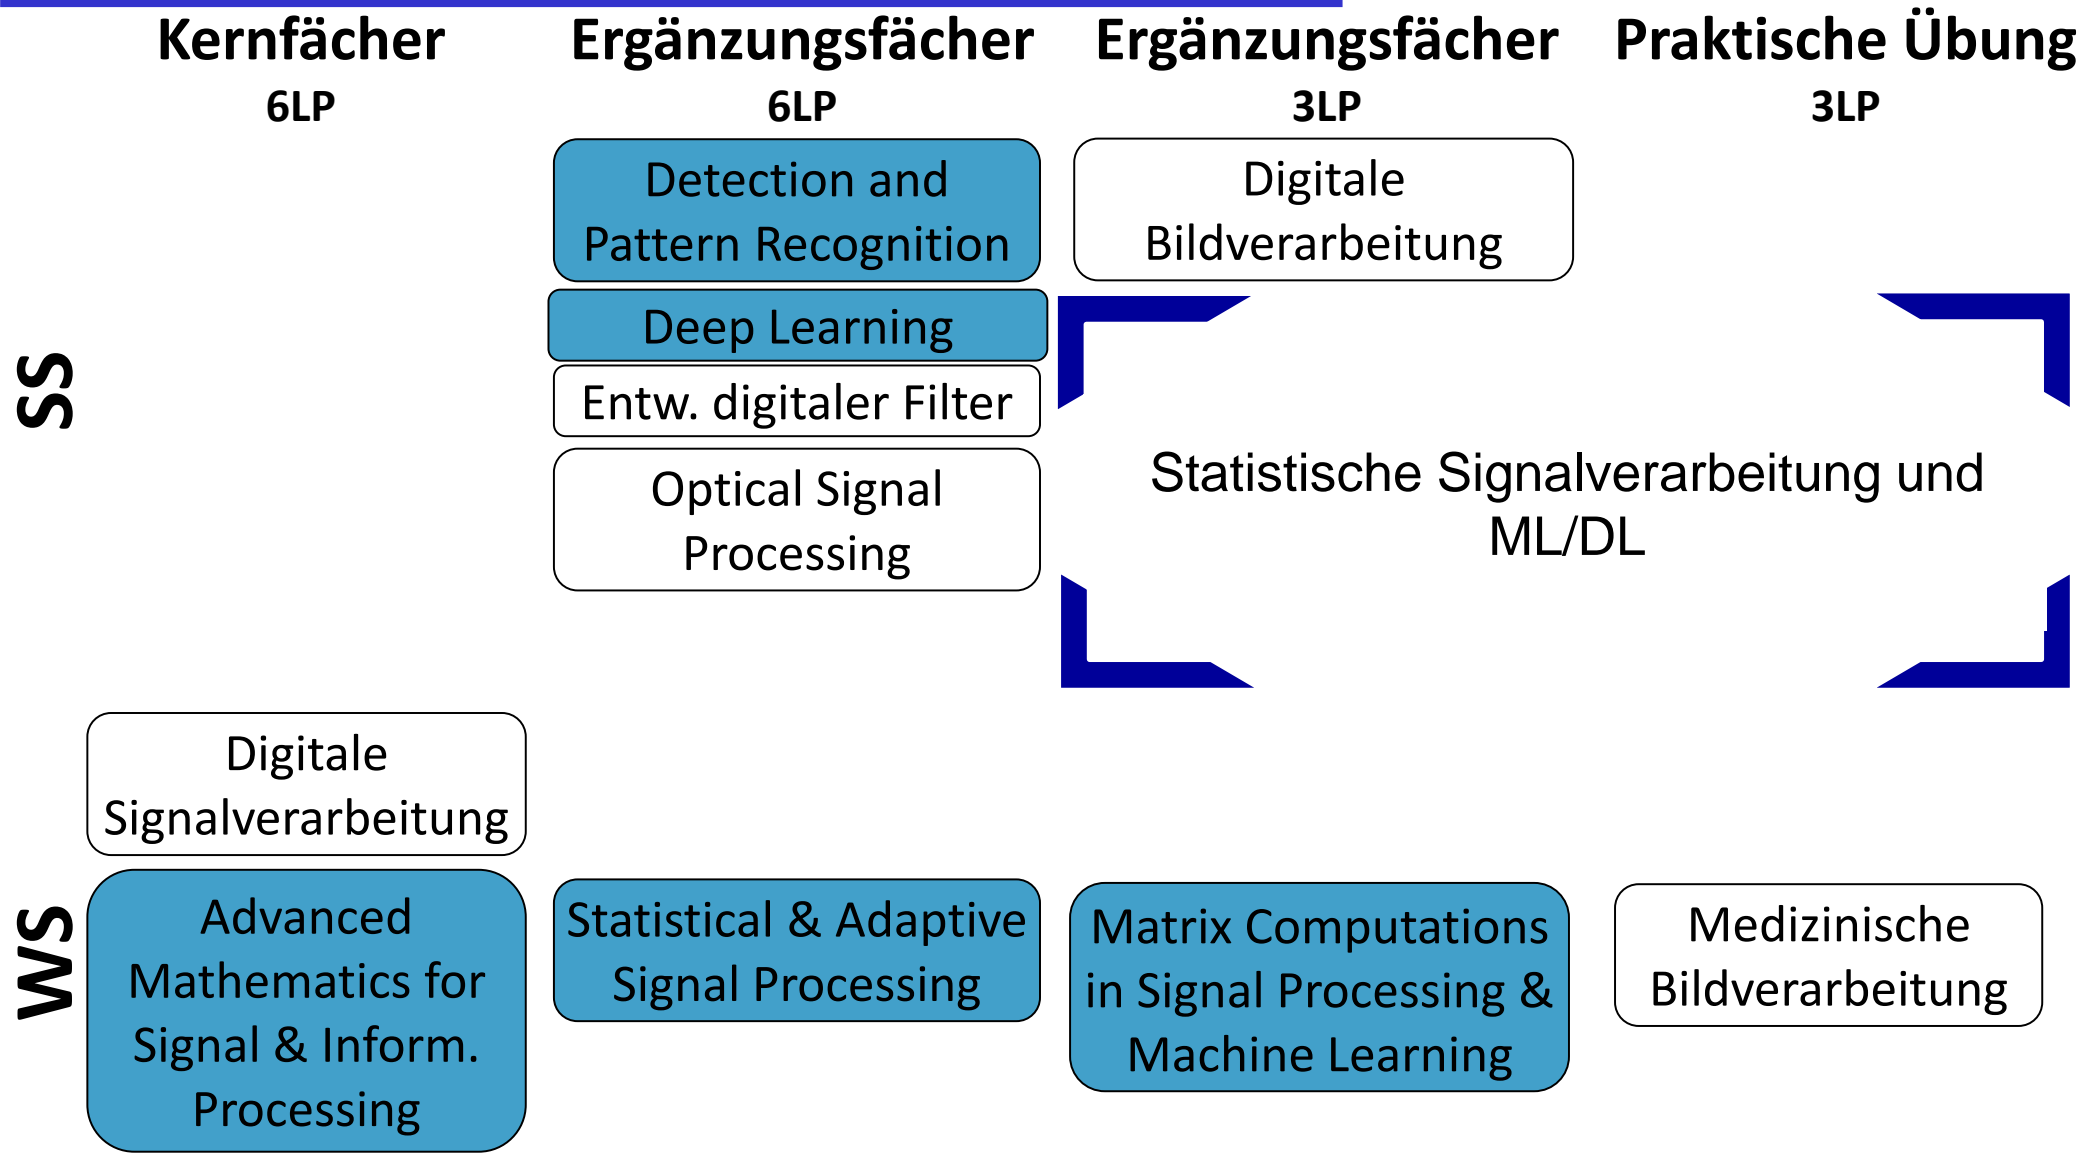 Kernfächer
6LP
Ergänzungsfächer
6LP
Ergänzungsfächer
3LP
Praktische Übung
3LP
SS
Detection and
Pattern Recognition
Deep Learning
Entw. digitaler Filter
Optical Signal
Processing
Digitale
Bildverarbeitung
Statistische Signalverarbeitung und
ML/DL
WS
Digitale
Signalverarbeitung
Advanced
Mathematics for
Signal & Inform.
Processing
Statistical & Adaptive
Signal Processing
Matrix Computations
in Signal Processing &
Machine Learning
Medizinische
Bildverarbeitung